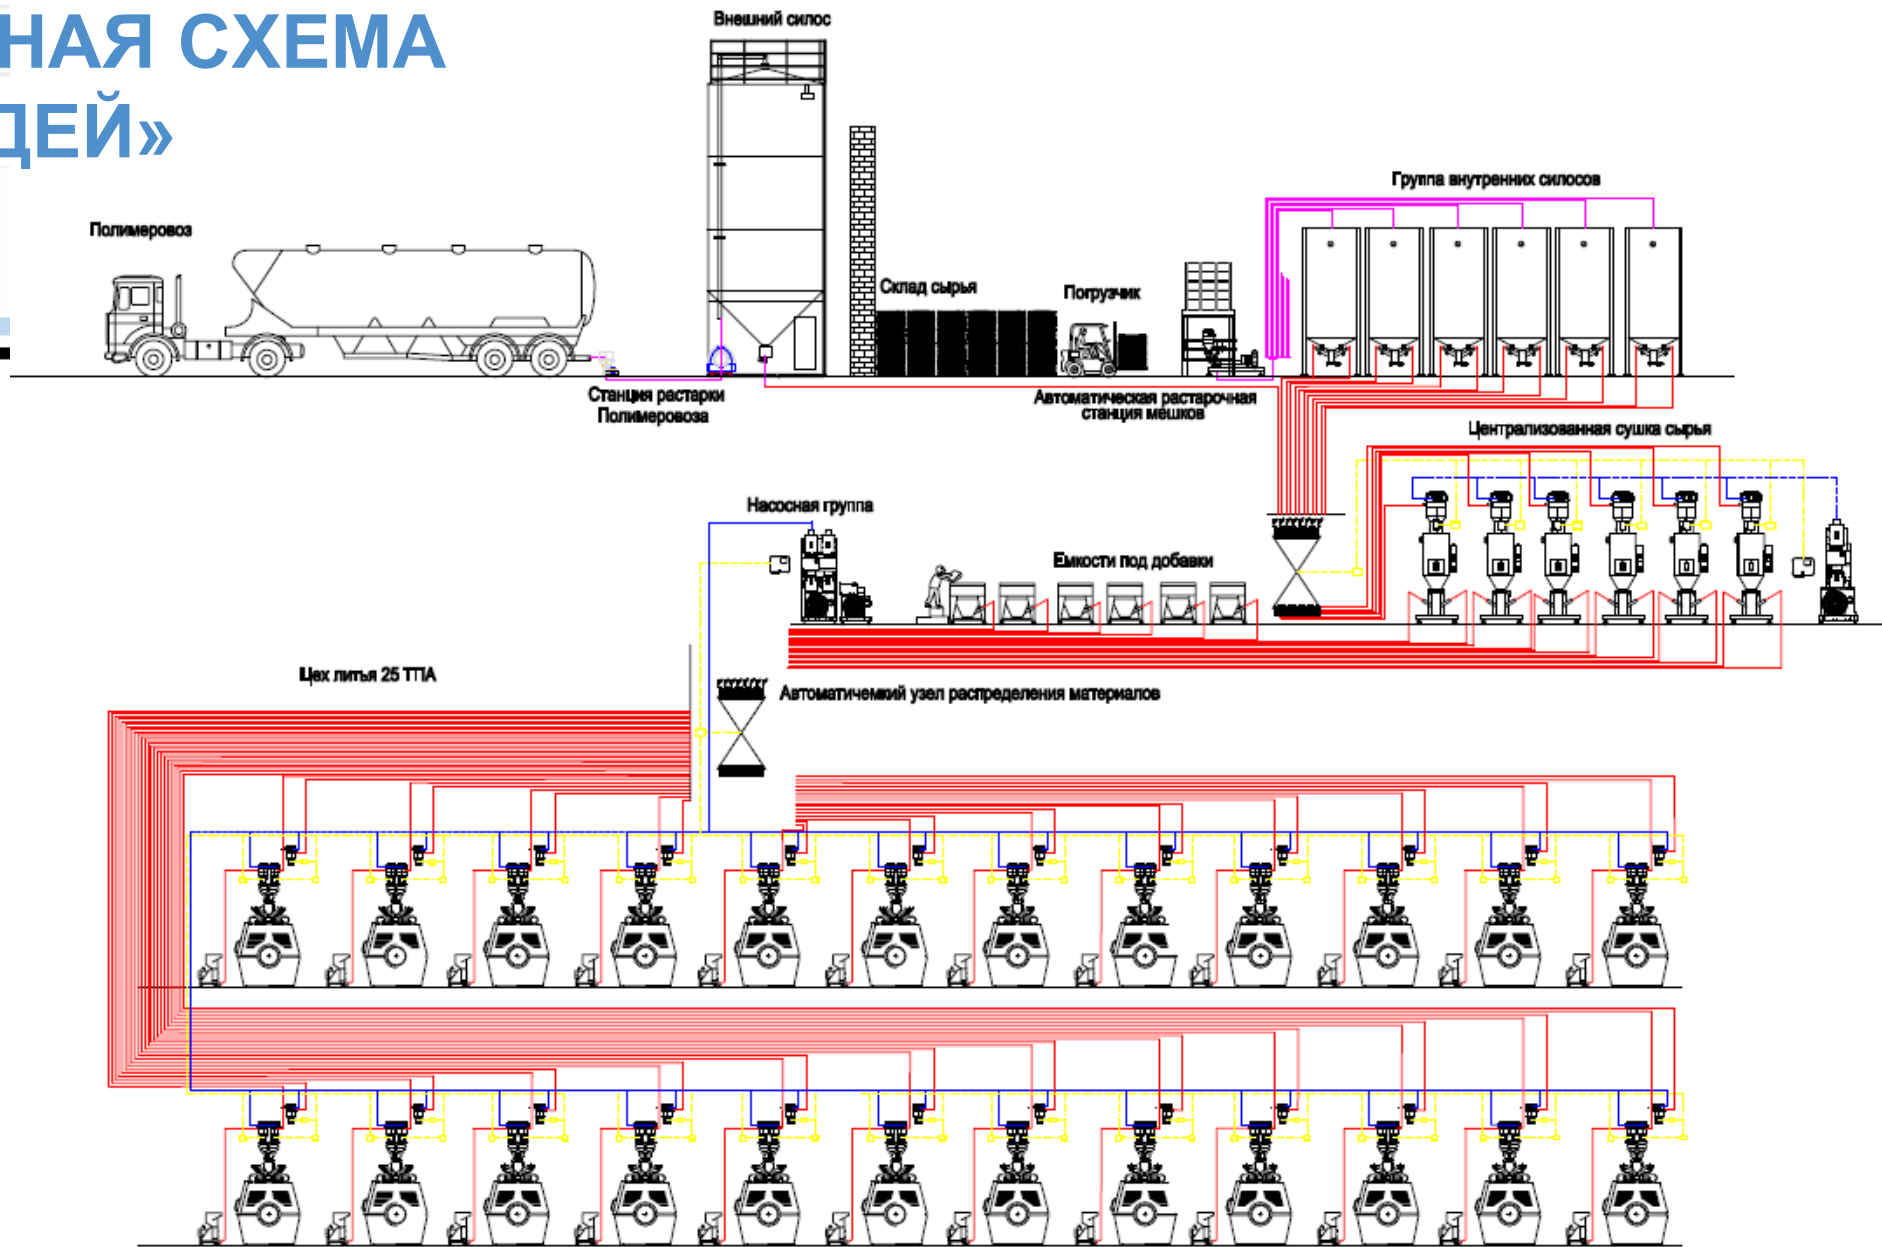 НАЯ СХЕМА
ДЕЙ»
Внешний силос
Группа внутренних силосов
Полимеровоз
Склад сырья
Погрузчик
Станция растарки
Полимеровоза
Автоматическая растарочная
станция мешков
Централизованная сушка сырья
Насосная группа
Емкости под добавки
Цех литья 25 ТПА
Автоматичемкий узел распределения материалов